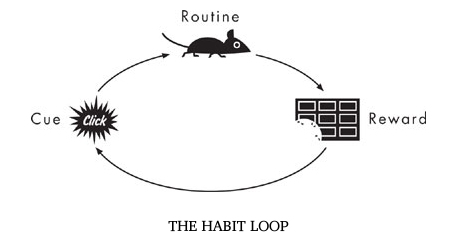 Routine
Cue
Click
Reward
THE HABIT LOOP